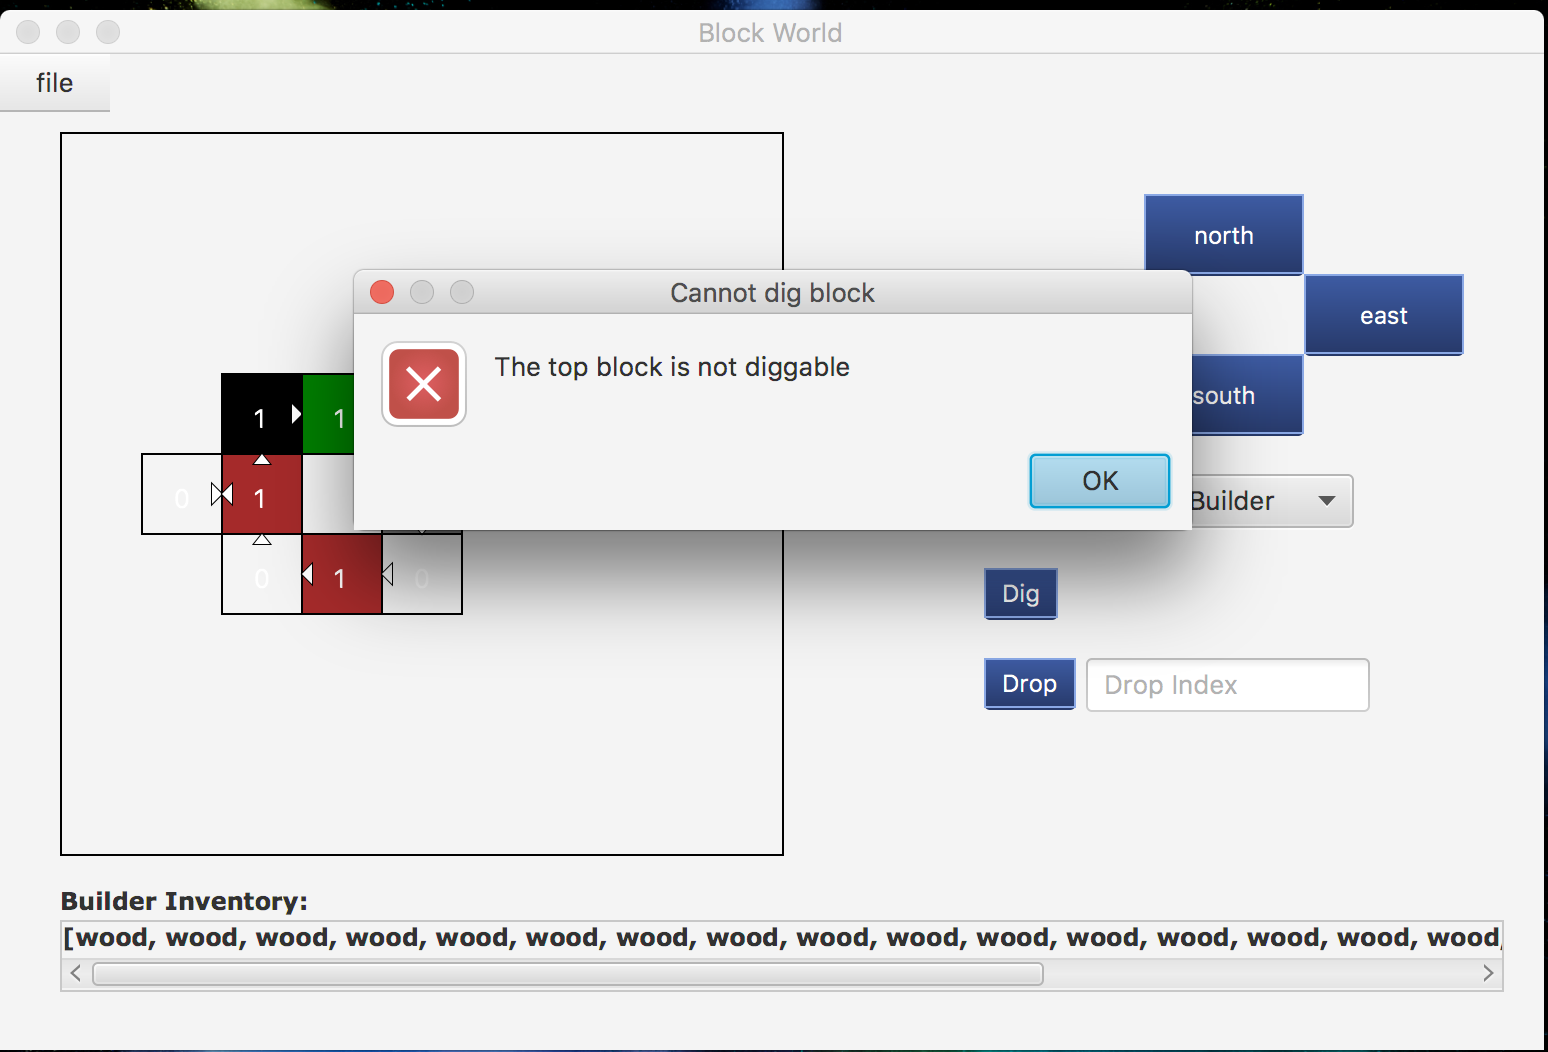 Block World
file
north
east
Cannot dig block
The top block is not diggable
south
1 1
OK
0 1
Builder
0 1 0
Dig
Drop Drop Index
Builder Inventory:
[wood, wood, wood, wood, wood, wood, wood, wood, wood, wood, wood, wood, wood, wood, wood, wood,